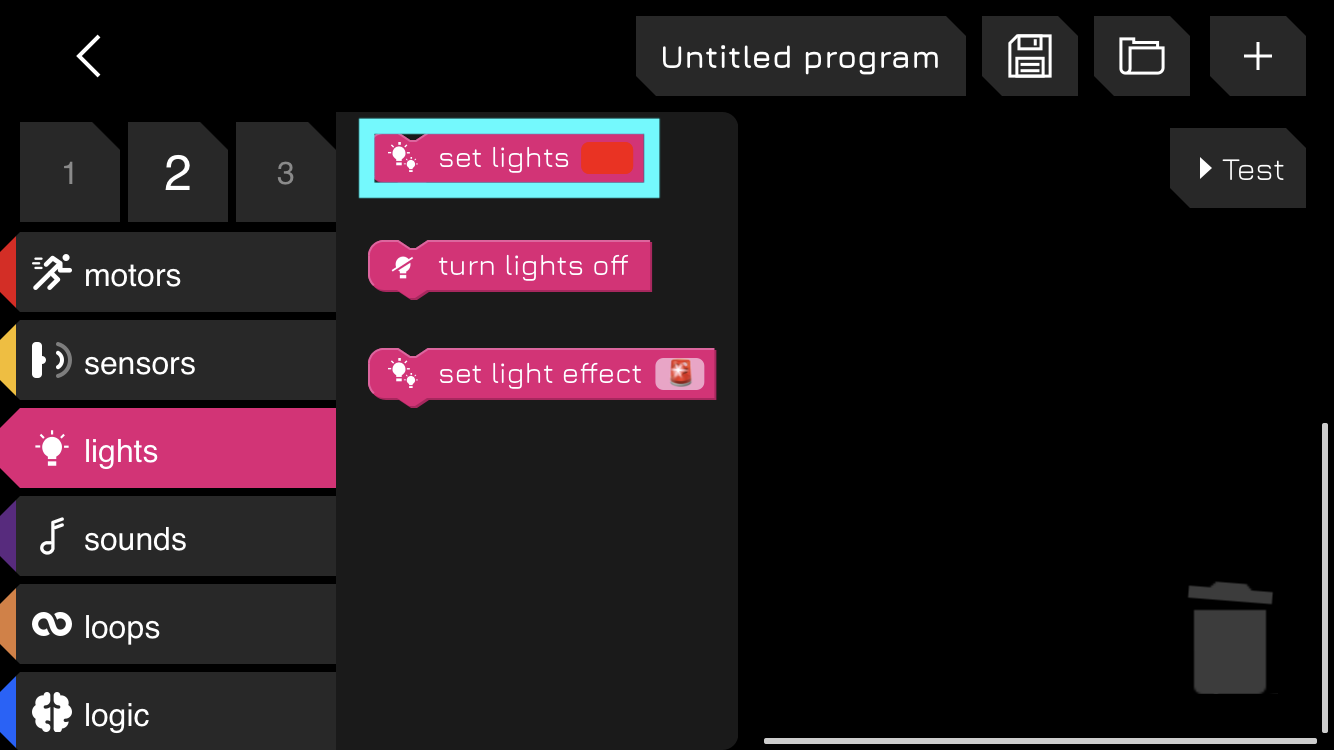 Untitled program
1
2
3
Test
motors
sensors
lights
sounds
loops
logic
set lights
turn lights off
set light effect